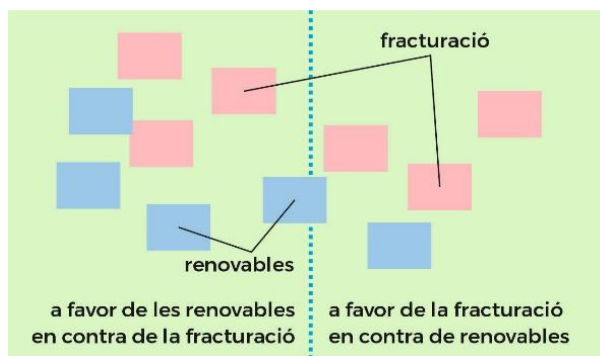 fracturació
renovables
a favor de les renovables
en contra de la fracturació
a favor de la fracturació
en contra de renovables